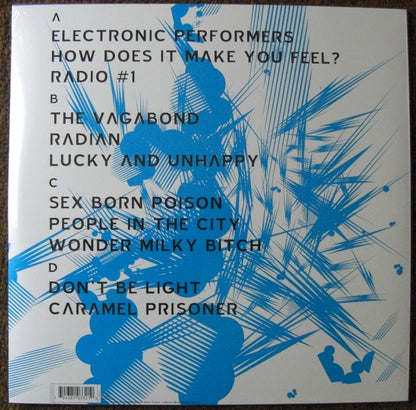 A
ELECTRONIC PERFORMERS
HOW DOES IT MAKE YOU FEEL?
RADIO #1
B
THE VAGABOND
RADIAN
LUCKY AND UNHAPPY
C
SEX BORN POISON
PEOPLE IN THE CITY
WONDER MILKY BITCH
D
DON'T BE LIGHT
CARAMEL PRISONER